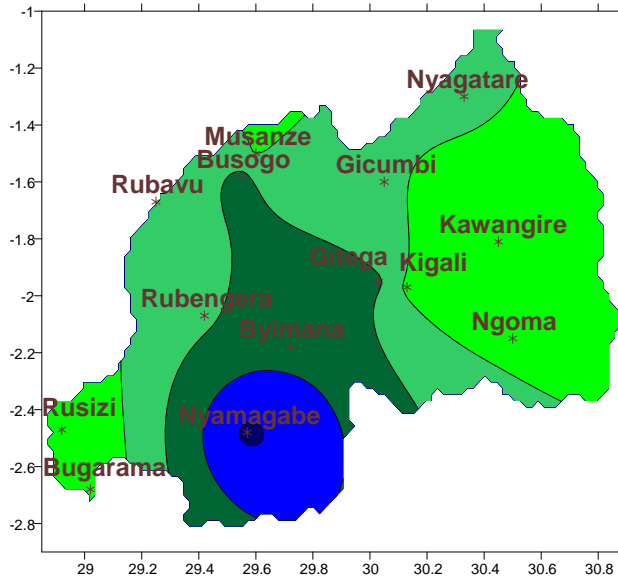 -1
-1.2
-1.4
-1.6
-1.8
-2
-2.2
-2.4
-2.6
-2.8
Nyagatare
Musanze
Busogo
Gicumbi
Rubavu
Kawangire
Gitega
Kigali
Rubengera
Byimana
Ngoma
Rusizi
Nyamagabe
Bugarama
29 29.2 29.4 29.6 29.8 30 30.2 30.4 30.6 30.8